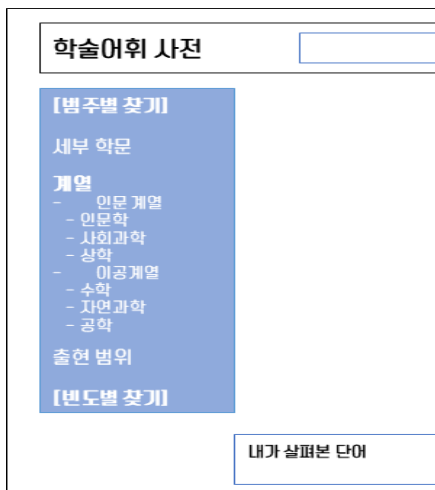 학술어휘 사전
[범주별 찾기]
세부 학문
계열
- 인문 계열
- 인문학
- 사회과학
- 상학
- 이공계열
- 수학
- 자연과학
- 공학
출현 범위
[빈도별 찾기]
내가 살펴본 단어